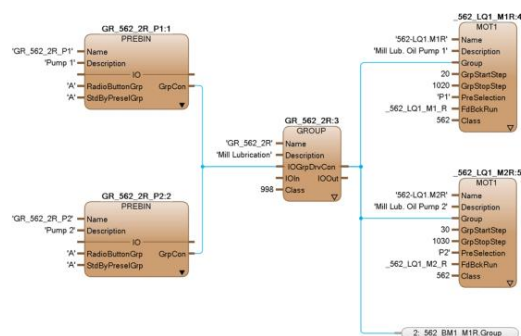 GR_562_2R_P1:1
PREBIN
'GR_562_2R_P1' Name
'Pump 1' Description
IO
'A' RadioButtonGrp GrpCon
'A' StdByPreselGrp
GR_562_2R_P2:2
PREBIN
'GR_562_2R_P2' Name
'Pump 2' Description
IO
'A' RadioButtonGrp GrpCon
'A' StdByPreselGrp
GR_562_2R:3
GROUP
'GR_562_2R' Name
'Mill Lubrication' Description
IOGrpDrvCon
IOIn IOOut
998 Class
_562_LQ1_M1R:4
MOT1
'562-LQ1.M1R' Name
'Mill Lub. Oil Pump 1' Description
Group
20 GrpStartStep
1020 GrpStopStep
'P1' PreSelection
_562_LQ1_M1_R FdBckRun
562 Class
_562_LQ1_M2R:5
MOT1
'562-LQ1.M2R' Name
'Mill Lub. Oil Pump 2' Description
Group
30 GrpStartStep
1030 GrpStopStep
'P2' PreSelection
_562_LQ1_M2_R FdBckRun
562 Class
2: 562_BM1_M1R.Group